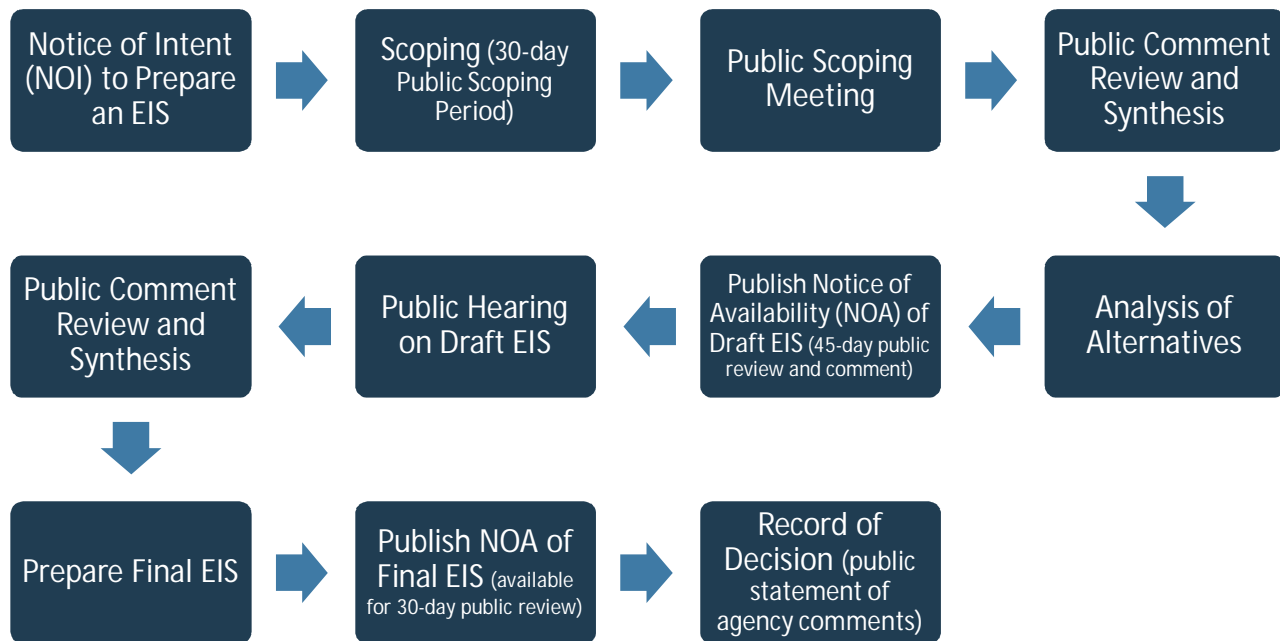 Notice of Intent
(NOI) to Prepare
an EIS
Scoping (30-day
Public Scoping
Period)
Public Scoping
Meeting
Public Comment
Review and
Synthesis
Analysis of
Alternatives
Publish Notice of
Availability (NOA) of
Draft EIS (45-day public
review and comment)
Public Hearing
on Draft EIS
Public Comment
Review and
Synthesis
Prepare Final EIS
Publish NOA of
Final EIS (available
for 30-day public review)
Record of
Decision (public
statement of
agency comments)